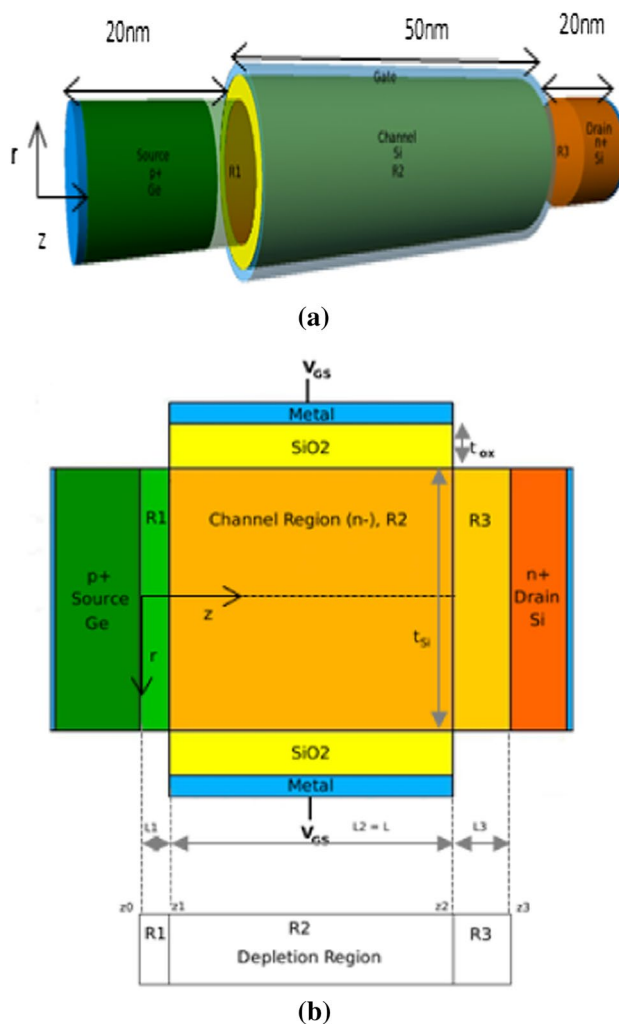 20nm
50nm
20nm
Gate
Source
p+
Ge
R1
Channel
Si
R2
R3
Drain
n+
Si
r
z
(a)
VGS
Metal
SiO2
tox
R1
Channel Region (n-), R2
R3
p+
Source
Ge
n+
Drain
Si
z
r
tSi
SiO2
Metal
L1
VGS
L2 = L
L3
z0
z1
z2
z3
R1
R2
R3
Depletion Region
(b)